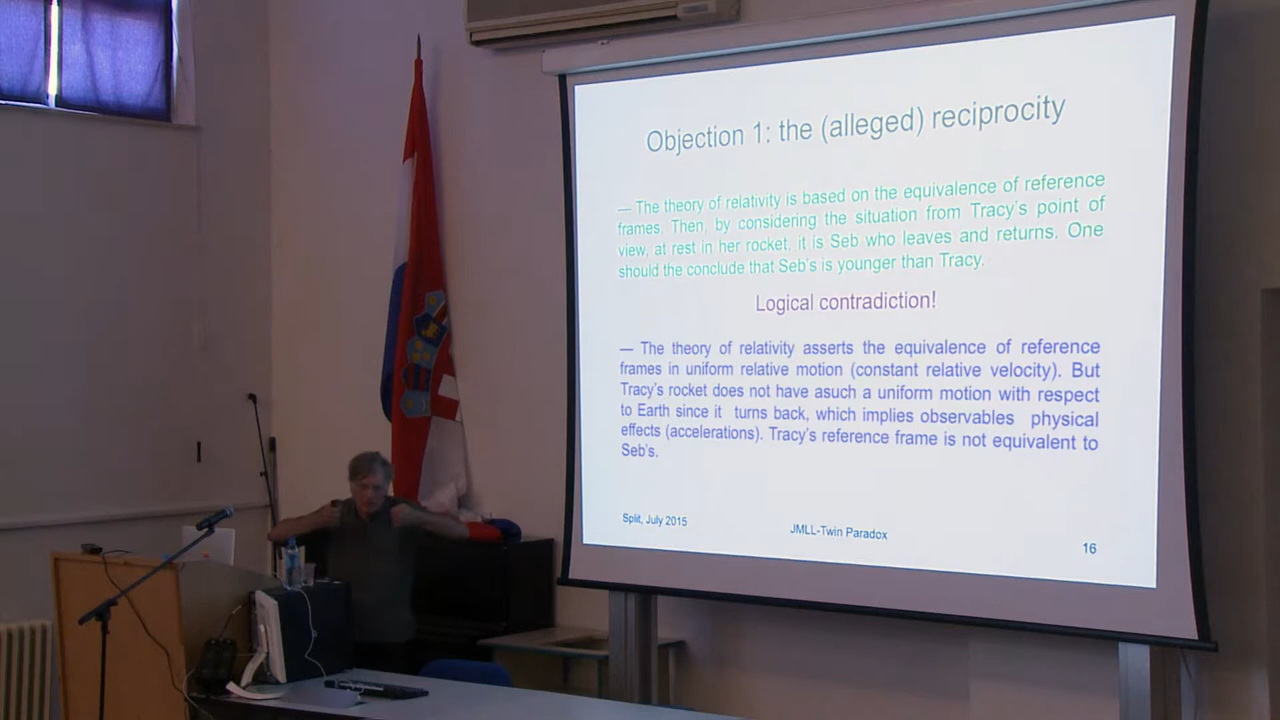 Objection 1: the (alleged) reciprocity
— The theory of relativity is based on the equivalence of reference
frames. Then, by considering the situation from Tracy's point of
view, at rest in her rocket, it is Seb who leaves and returns. One
should the conclude that Seb's is younger than Tracy.
Logical contradiction!
— The theory of relativity asserts the equivalence of reference
frames in uniform relative motion (constant relative velocity). But
Tracy's rocket does not have asuch a uniform motion with respect
to Earth since it turns back, which implies observables physical
effects (accelerations). Tracy's reference frame is not equivalent to
Seb's.
Split, July 2015
JMLL-Twin Paradox
16